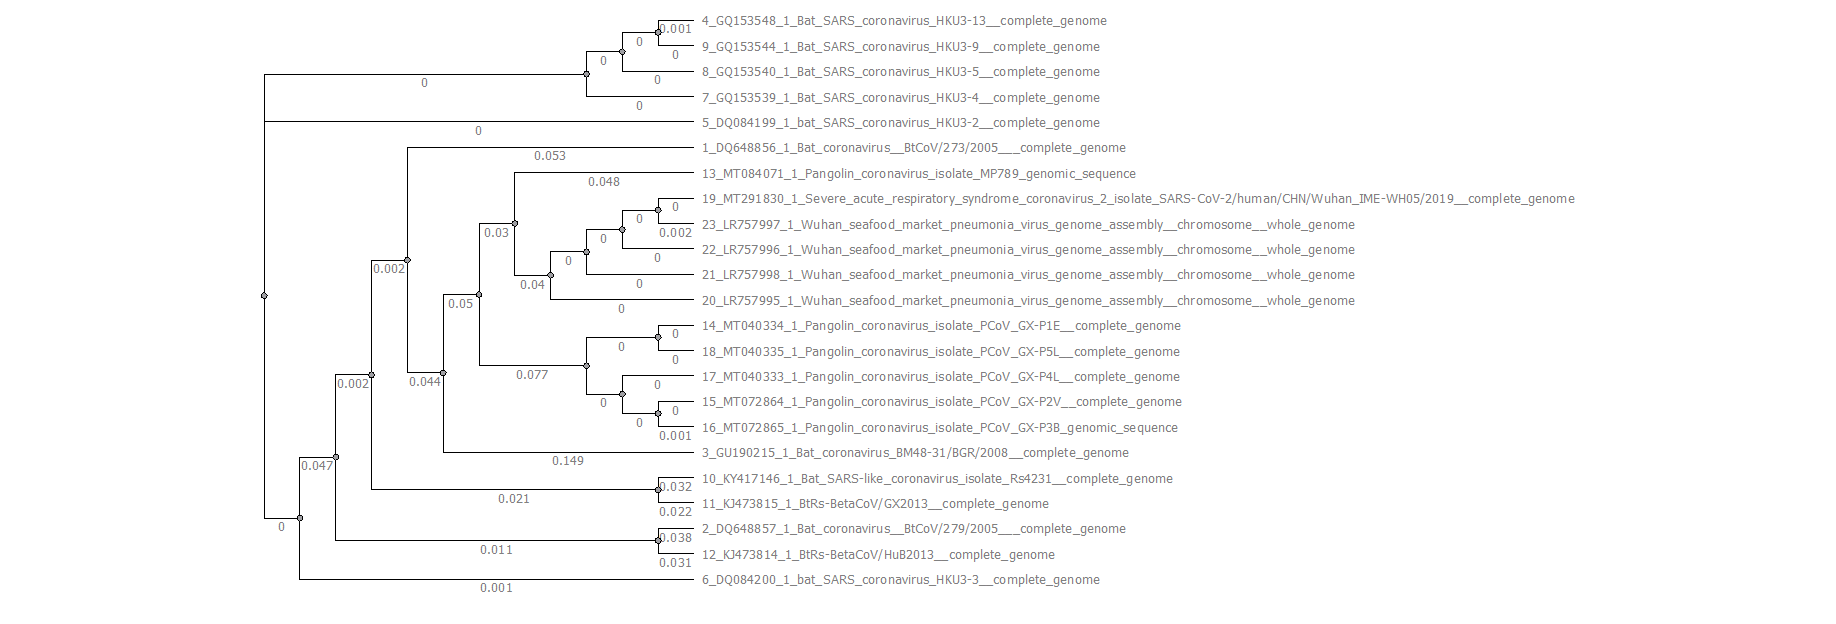 4_GQ153548_1_Bat_SARS_coronavirus_HKU3-13__complete_genome
0.001
0
9_GQ153544_1_Bat_SARS_coronavirus_HKU3-9__complete_genome
0
0
8_GQ153540_1_Bat_SARS_coronavirus_HKU3-5__complete_genome
0
0
7_GQ153539_1_Bat_SARS_coronavirus_HKU3-4__complete_genome
0
5_DQ084199_1_bat_SARS_coronavirus_HKU3-2__complete_genome
0
1_DQ648856_1_Bat_coronavirus__BtCoV/273/2005___complete_genome
0.053
13_MT084071_1_Pangolin_coronavirus_isolate_MP789_genomic_sequence
0.048
19_MT291830_1_Severe_acute_respiratory_syndrome_coronavirus_2_isolate_SARS-CoV-2/human/CHN/Wuhan_IME-WH05/2019__complete_genome
0
0
23_LR757997_1_Wuhan_seafood_market_pneumonia_virus_genome_assembly__chromosome__whole_genome
0.03
0.002
0
22_LR757996_1_Wuhan_seafood_market_pneumonia_virus_genome_assembly__chromosome__whole_genome
0
0
0.002
21_LR757998_1_Wuhan_seafood_market_pneumonia_virus_genome_assembly__chromosome__whole_genome
0.04
0
20_LR757995_1_Wuhan_seafood_market_pneumonia_virus_genome_assembly__chromosome__whole_genome
0.05
0
14_MT040334_1_Pangolin_coronavirus_isolate_PCoV_GX-P1E__complete_genome
0
0
18_MT040335_1_Pangolin_coronavirus_isolate_PCoV_GX-P5L__complete_genome
0
0.077
17_MT040333_1_Pangolin_coronavirus_isolate_PCoV_GX-P4L__complete_genome
0.002
0.044
0
15_MT072864_1_Pangolin_coronavirus_isolate_PCoV_GX-P2V__complete_genome
0
0
0
16_MT072865_1_Pangolin_coronavirus_isolate_PCoV_GX-P3B_genomic_sequence
0.001
3_GU190215_1_Bat_coronavirus_BM48-31/BGR/2008__complete_genome
0.149
0.047
10_KY417146_1_Bat_SARS-like_coronavirus_isolate_Rs4231__complete_genome
0.032
0.021
11_KJ473815_1_BtRs-BetaCoV/GX2013__complete_genome
0.022
0
2_DQ648857_1_Bat_coronavirus__BtCoV/279/2005___complete_genome
0.038
0.011
12_KJ473814_1_BtRs-BetaCoV/HuB2013__complete_genome
0.031
6_DQ084200_1_bat_SARS_coronavirus_HKU3-3__complete_genome
0.001